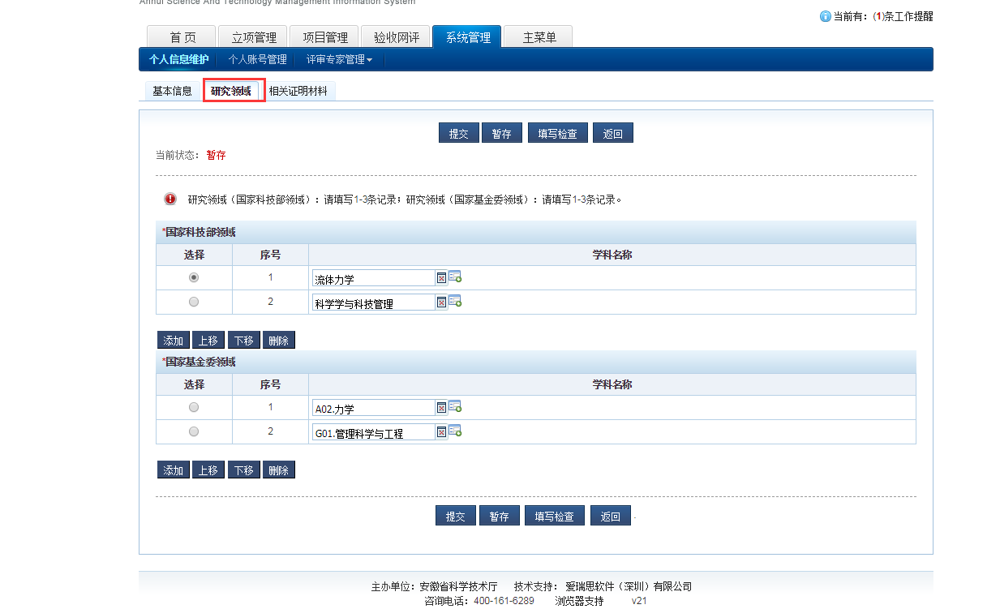 Anhui Science And Technology Management Information System
当前有：(1)条工作提醒
首 页 立项管理 项目管理 验收网评 系统管理 主菜单
个人信息维护 个人账号管理 评审专家管理
基本信息 研究领域 相关证明材料
提交 暂存 填写检查 返回
当前状态： 暂存
研究领域（国家科技部领域）：请填写1-3条记录；研究领域（国家基金委领域）：请填写1-3条记录。
*国家科技部领域
选择 序号 学科名称
1 流体力学
2 科学学与科技管理
添加 上移 下移 删除
*国家基金委领域
选择 序号 学科名称
1 A02.力学
2 G01.管理科学与工程
添加 上移 下移 删除
提交 暂存 填写检查 返回
主办单位：安徽省科学技术厅 技术支持： 爱瑞思软件（深圳）有限公司
咨询电话：400-161-6289 浏览器支持 v21